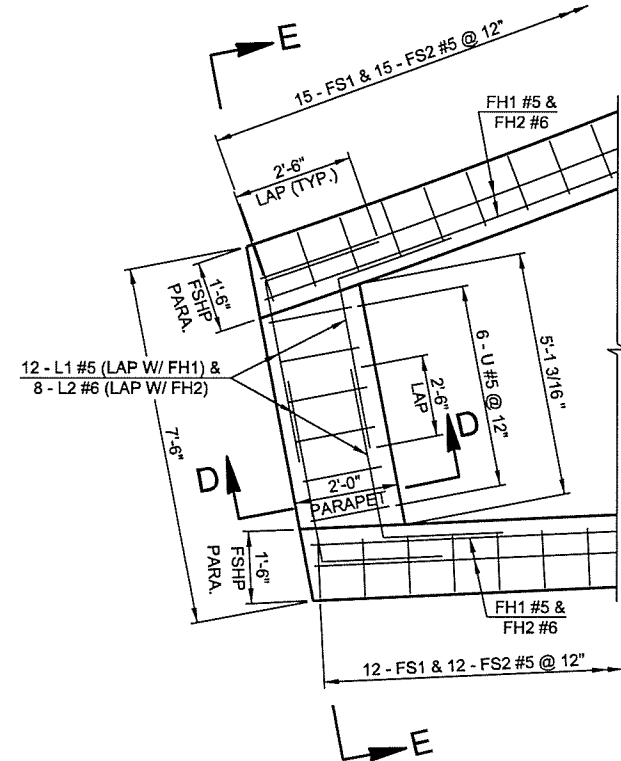 E
15 - FS1 & 15 - FS2 #5 @ 12"
FH1 #5 &
FH2 #6
2'-6"
LAP (TYP.)
1'-6"
FSHP
PARA.
12 - L1 #5 (LAP W/ FH1) &
8 - L2 #6 (LAP W/ FH2)
7'-6"
2'-6"
LAP
6 - U #5 @ 12"
5'-1 3/16"
D
D
2'-0"
PARAPET
1'-6"
FSHP
PARA.
FH1 #5 &
FH2 #6
12 - FS1 & 12 - FS2 #5 @ 12"
E